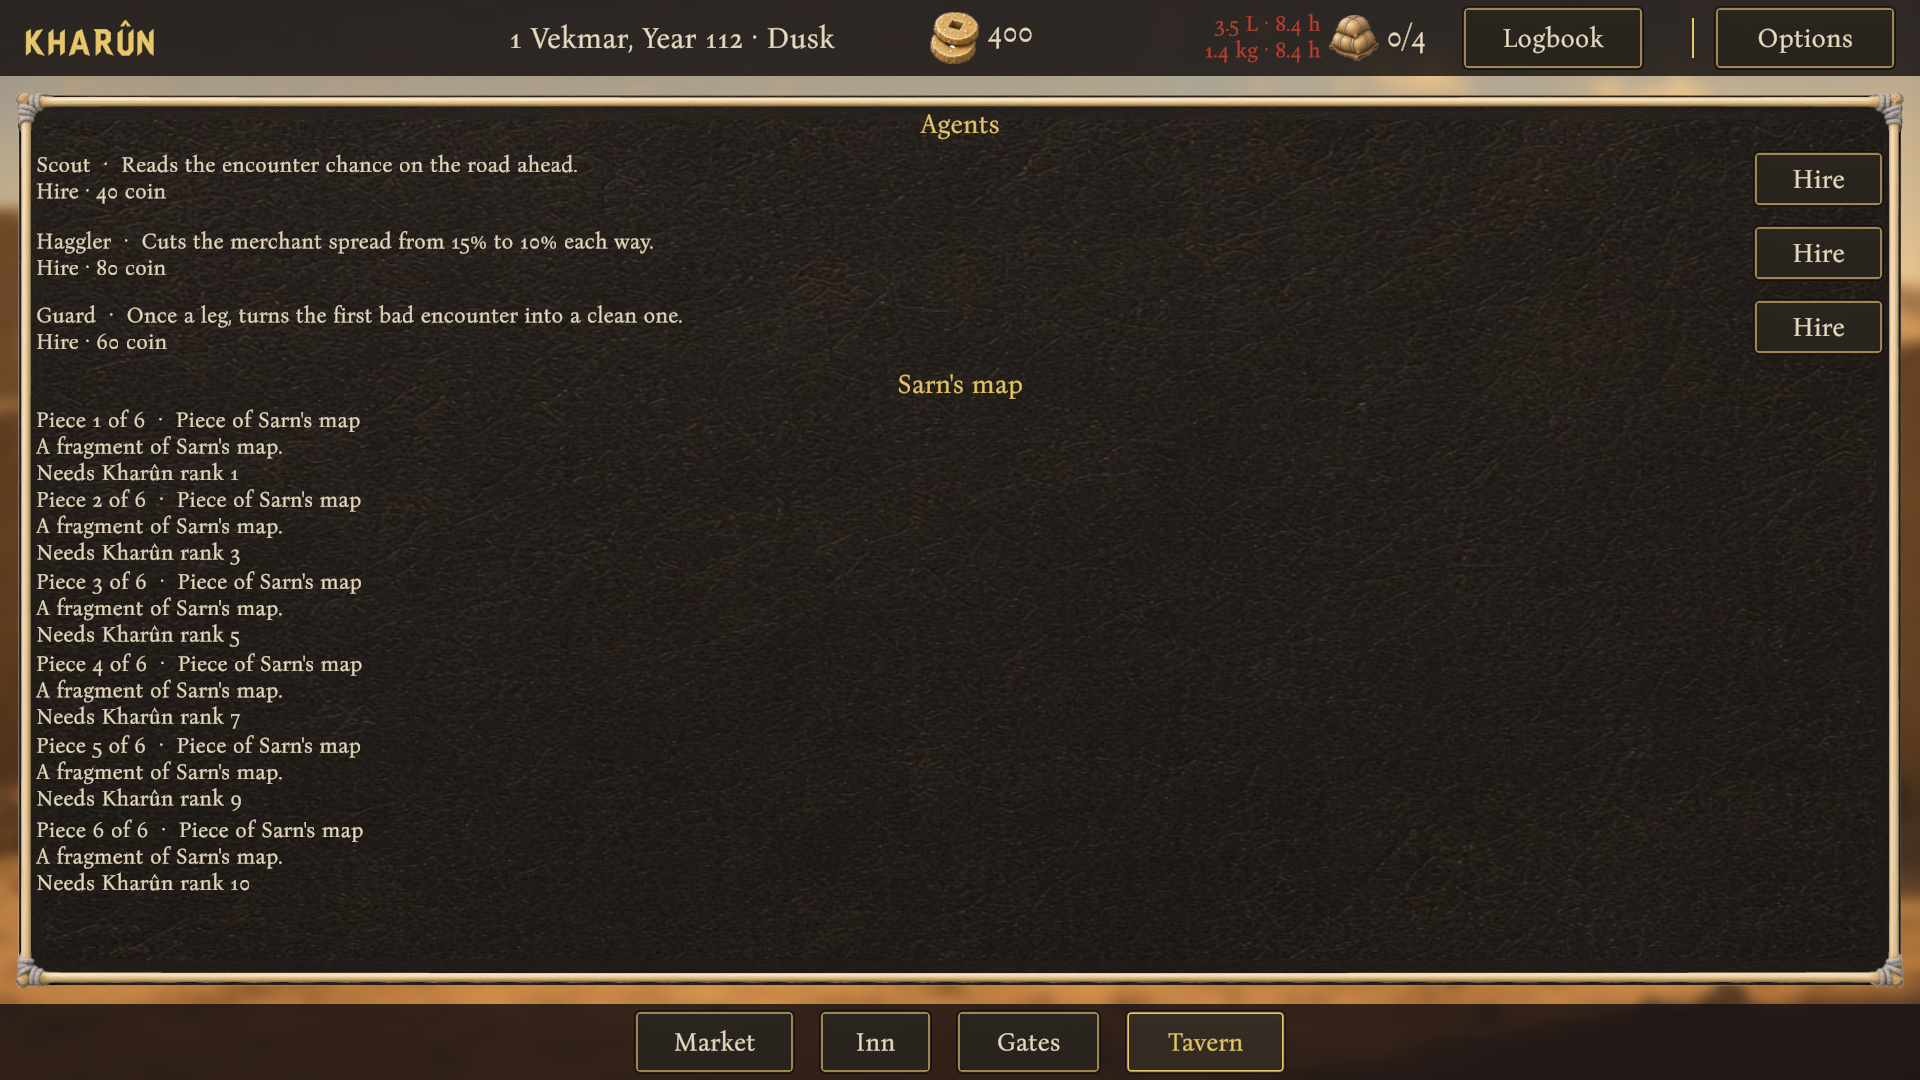 KHARÛN
1 Vekmar, Year 112 · Dusk
400
3.5 L · 8.4 h
1.4 kg · 8.4 h
0/4
Logbook
Options
Agents
Scout · Reads the encounter chance on the road ahead.
Hire · 40 coin
Hire
Haggler · Cuts the merchant spread from 15% to 10% each way.
Hire · 80 coin
Hire
Guard · Once a leg, turns the first bad encounter into a clean one.
Hire · 60 coin
Hire
Sarn's map
Piece 1 of 6 · Piece of Sarn's map
A fragment of Sarn's map.
Needs Kharûn rank 1
Piece 2 of 6 · Piece of Sarn's map
A fragment of Sarn's map.
Needs Kharûn rank 3
Piece 3 of 6 · Piece of Sarn's map
A fragment of Sarn's map.
Needs Kharûn rank 5
Piece 4 of 6 · Piece of Sarn's map
A fragment of Sarn's map.
Needs Kharûn rank 7
Piece 5 of 6 · Piece of Sarn's map
A fragment of Sarn's map.
Needs Kharûn rank 9
Piece 6 of 6 · Piece of Sarn's map
A fragment of Sarn's map.
Needs Kharûn rank 10
Market
Inn
Gates
Tavern